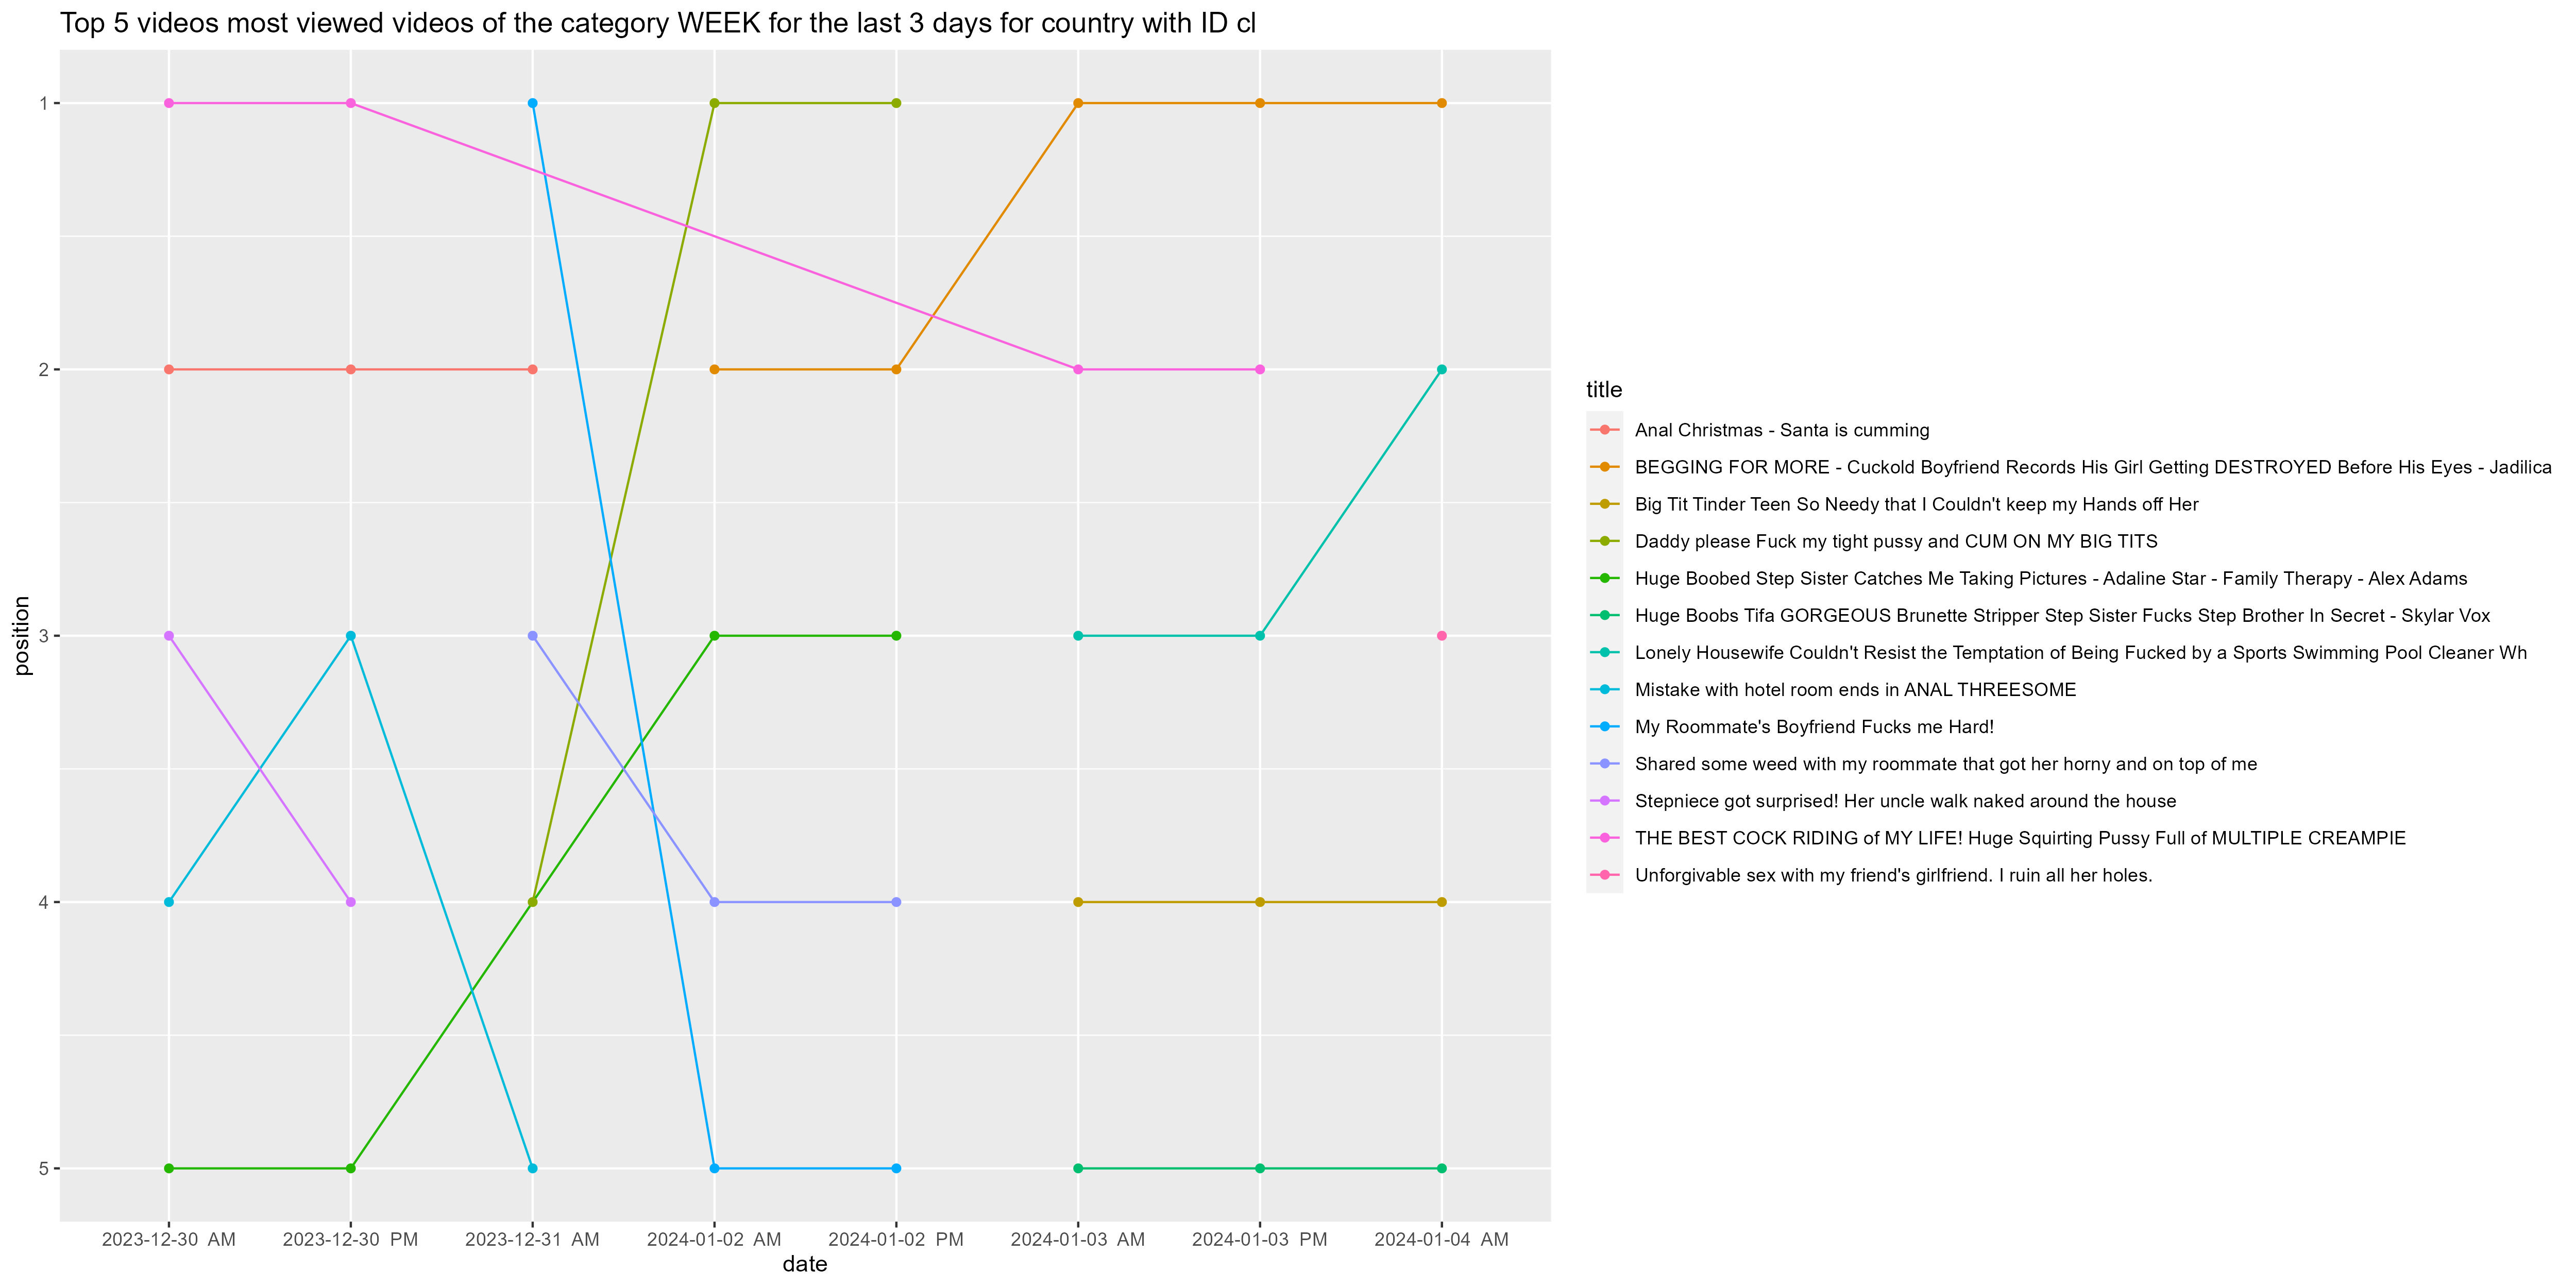 Top 5 videos most viewed videos of the category WEEK for the last 3 days for country with ID cl
position
1
2
3
4
5
2023-12-30 AM
2023-12-30 PM
2023-12-31 AM
2024-01-02 AM
2024-01-02 PM
2024-01-03 AM
2024-01-03 PM
2024-01-04 AM
date
title
Anal Christmas - Santa is cumming
BEGGING FOR MORE - Cuckold Boyfriend Records His Girl Getting DESTROYED Before His Eyes - Jadilica
Big Tit Tinder Teen So Needy that I Couldn't keep my Hands off Her
Daddy please Fuck my tight pussy and CUM ON MY BIG TITS
Huge Boobed Step Sister Catches Me Taking Pictures - Adaline Star - Family Therapy - Alex Adams
Huge Boobs Tifa GORGEOUS Brunette Stripper Step Sister Fucks Step Brother In Secret - Skylar Vox
Lonely Housewife Couldn't Resist the Temptation of Being Fucked by a Sports Swimming Pool Cleaner Wh
Mistake with hotel room ends in ANAL THREESOME
My Roommate's Boyfriend Fucks me Hard!
Shared some weed with my roommate that got her horny and on top of me
Stepniece got surprised! Her uncle walk naked around the house
THE BEST COCK RIDING of MY LIFE! Huge Squirting Pussy Full of MULTIPLE CREAMPIE
Unforgivable sex with my friend's girlfriend. I ruin all her holes.